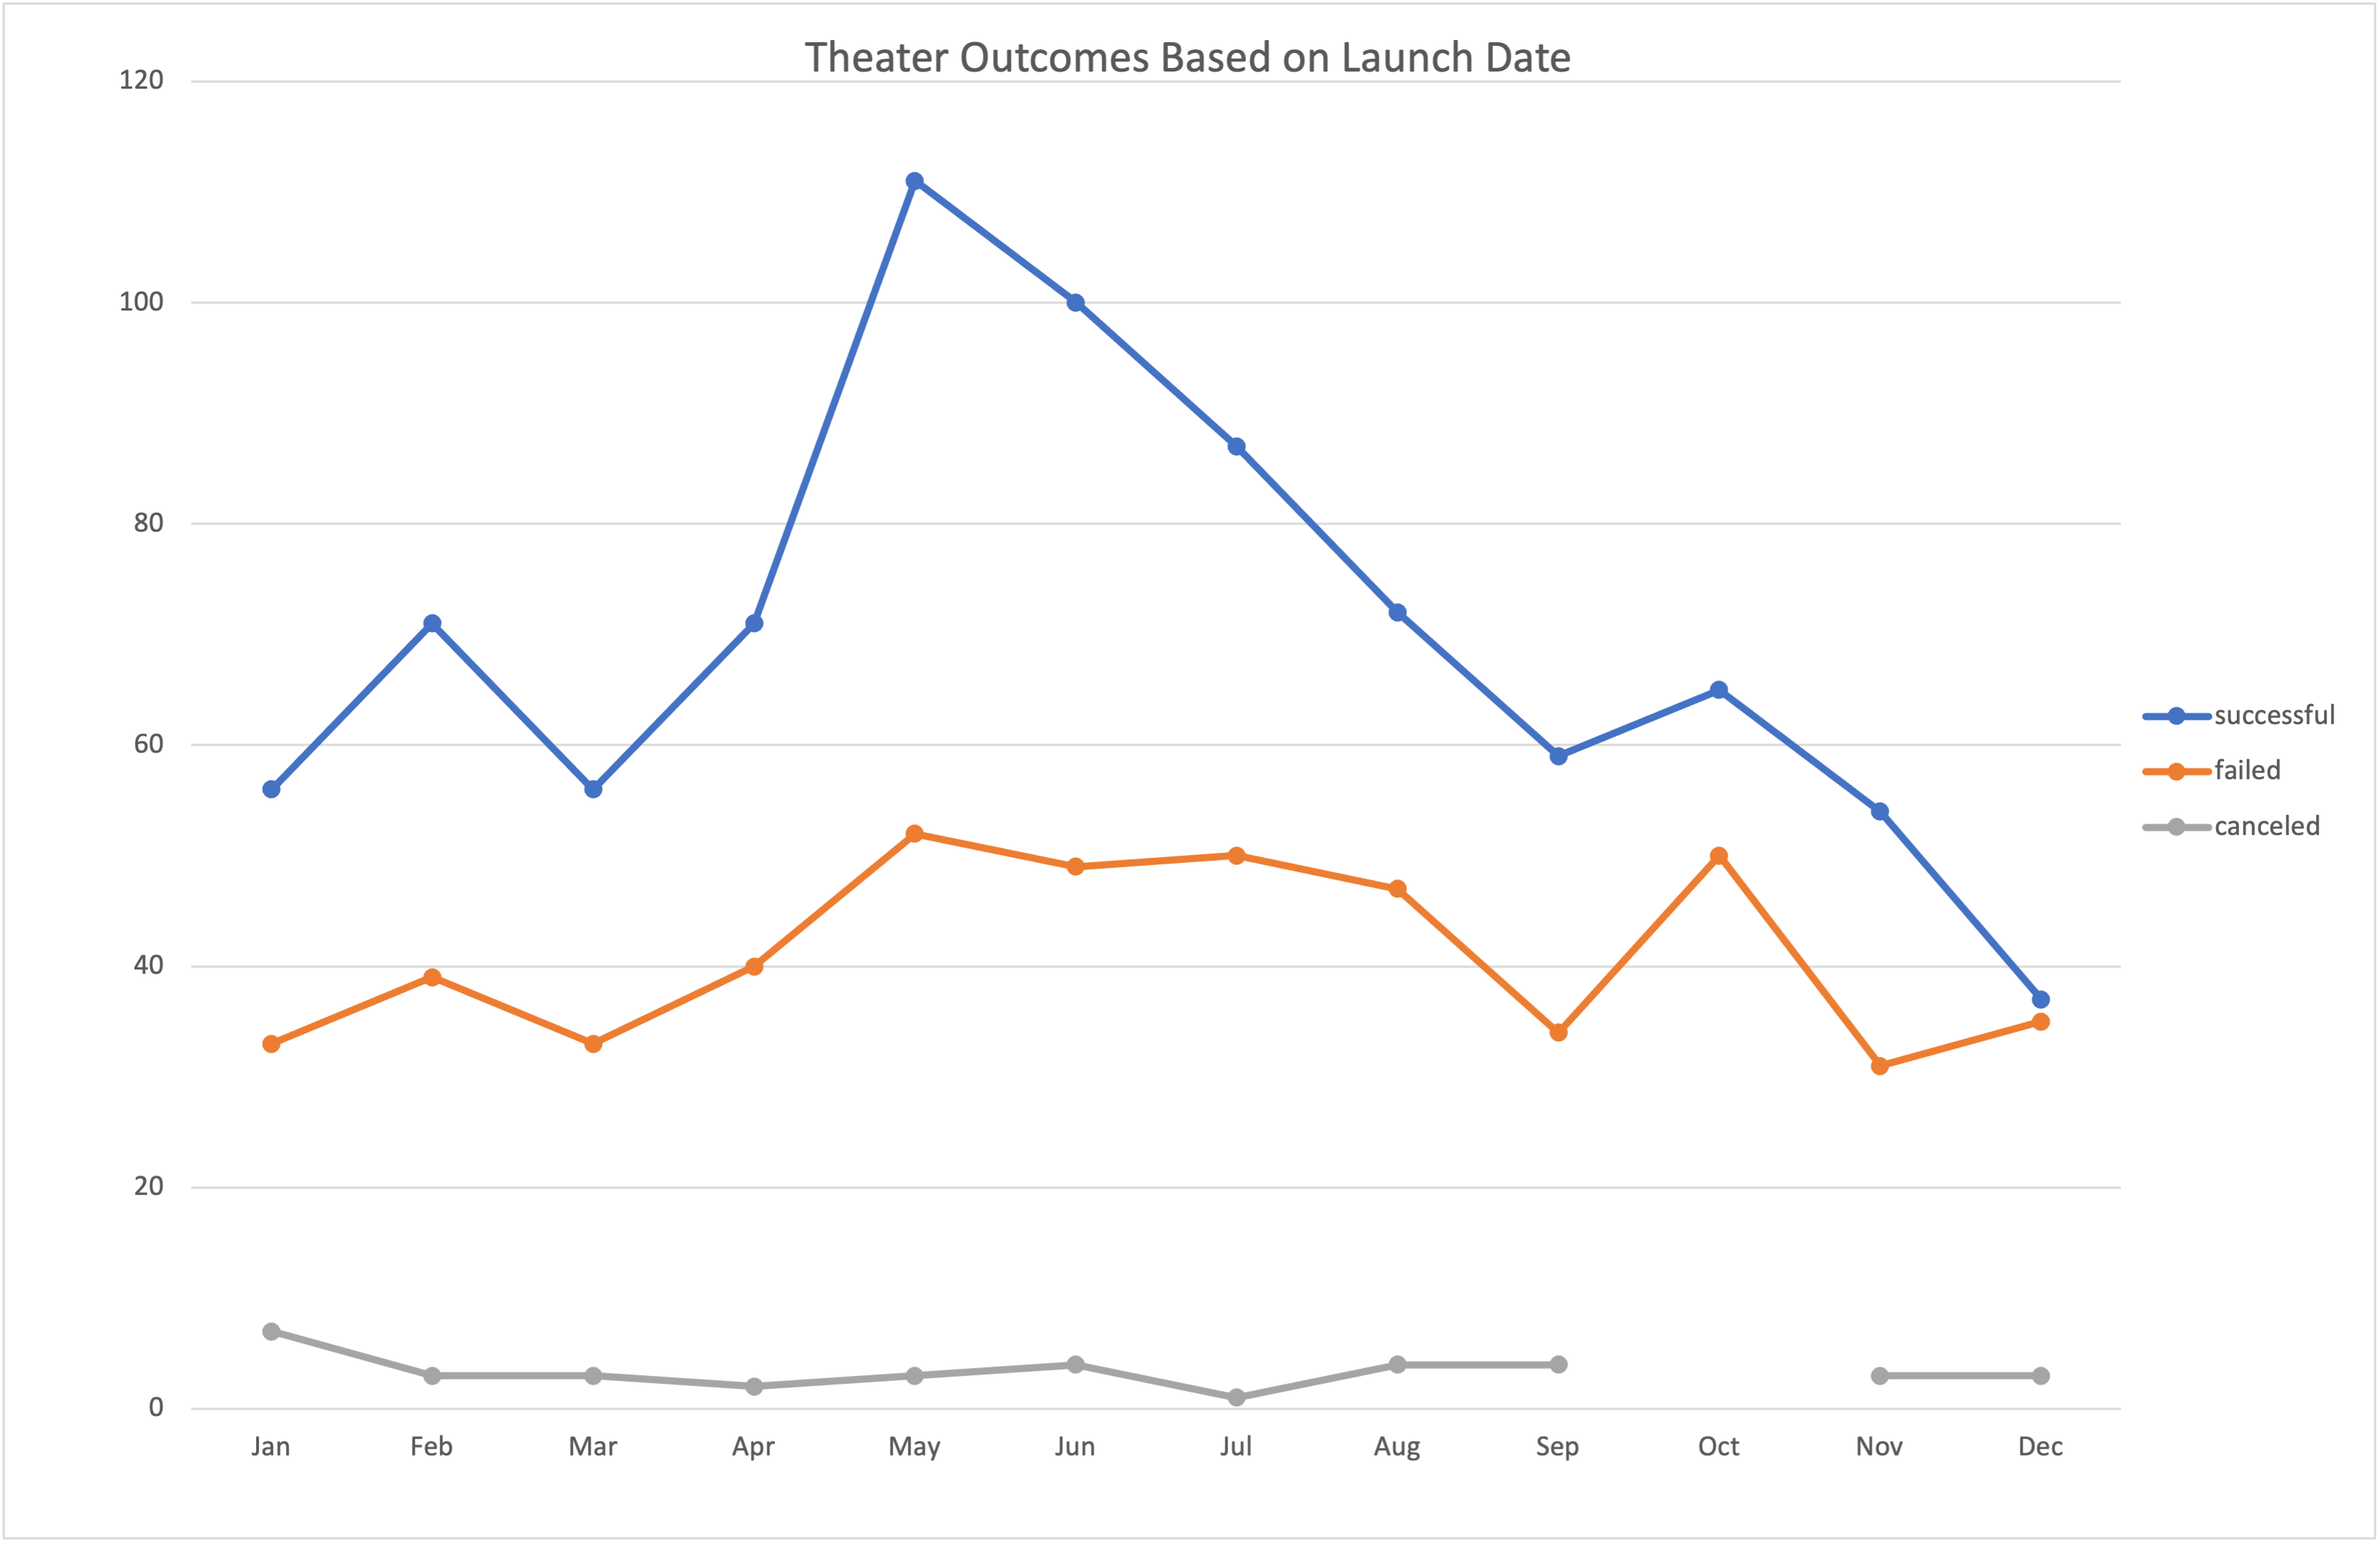 Theater Outcomes Based on Launch Date
120
100
80
60
40
20
0
Jan Feb Mar Apr May Jun Jul Aug Sep Oct Nov Dec
successful
failed
canceled